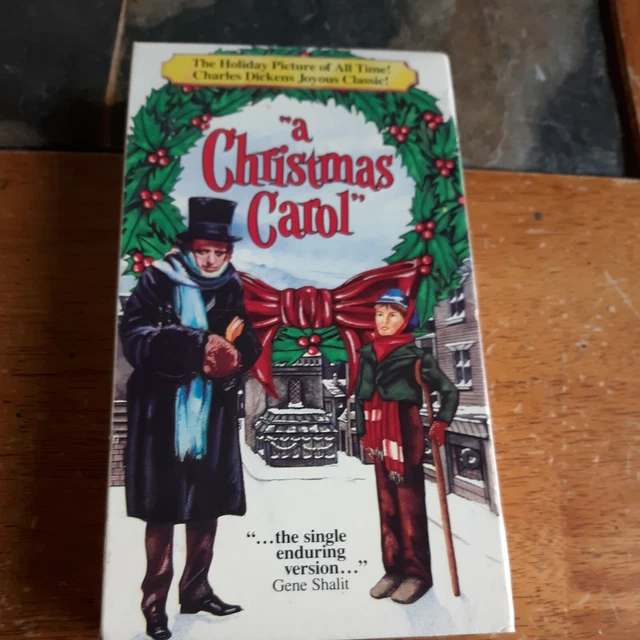 The Holiday Picture of All Time!
Charles Dickens Joyous Classic!
"a
Christmas
Carol"
"...the single
enduring
version..."
Gene Shalit